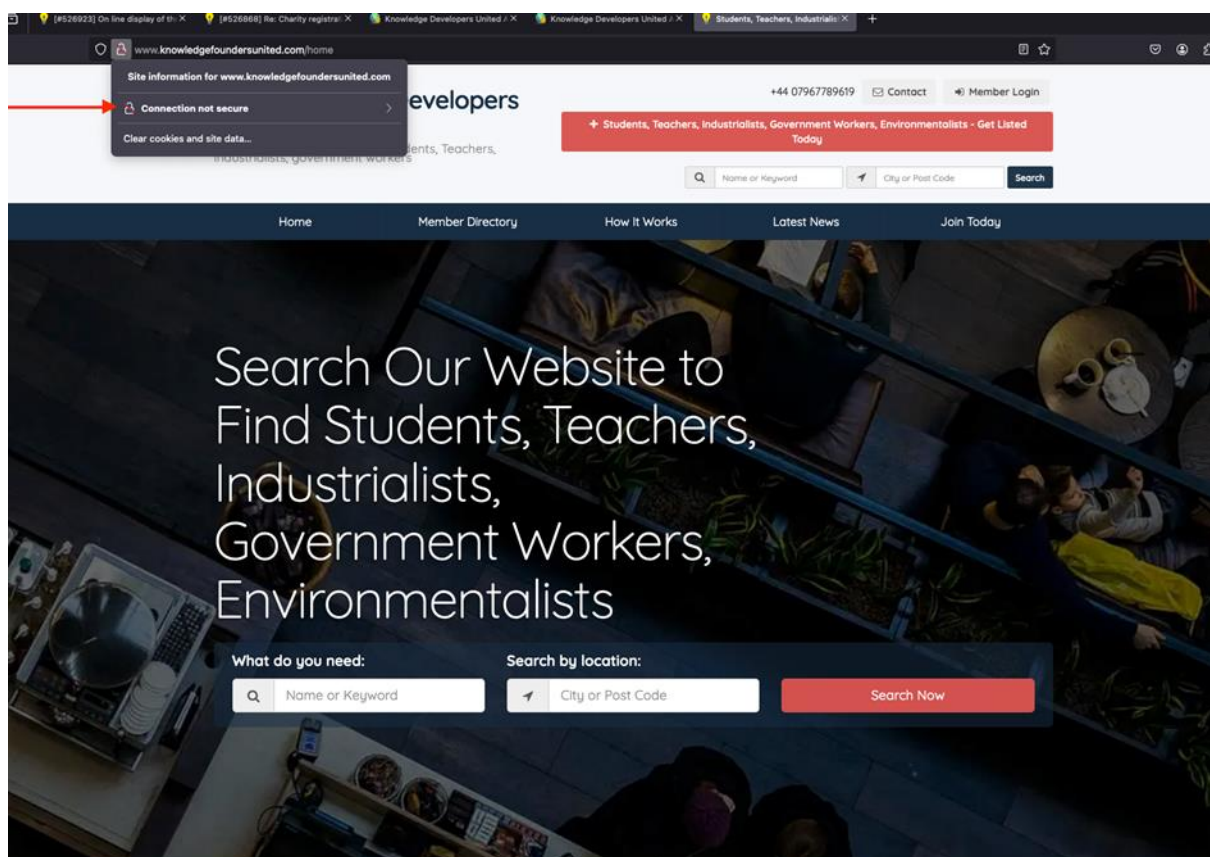 [#526923] On line display of th
[#526868] Re: Charity registrat
Knowledge Developers United
Knowledge Developers United
Students, Teachers, Industrialis
www.knowledgefoundersunited.com/home
Site information for www.knowledgefoundersunited.com
Connection not secure
Clear cookies and site data...
evelopers
dents, Teachers,
industrialists, government workers
+44 07967789619 Contact Member Login
+ Students, Teachers, Industrialists, Government Workers, Environmentalists - Get Listed
Today
Name or Keyword City or Post Code Search
Home Member Directory How It Works Latest News Join Today
Search Our Website to
Find Students, Teachers,
Industrialists,
Government Workers,
Environmentalists
What do you need: Search by location:
Name or Keyword City or Post Code Search Now